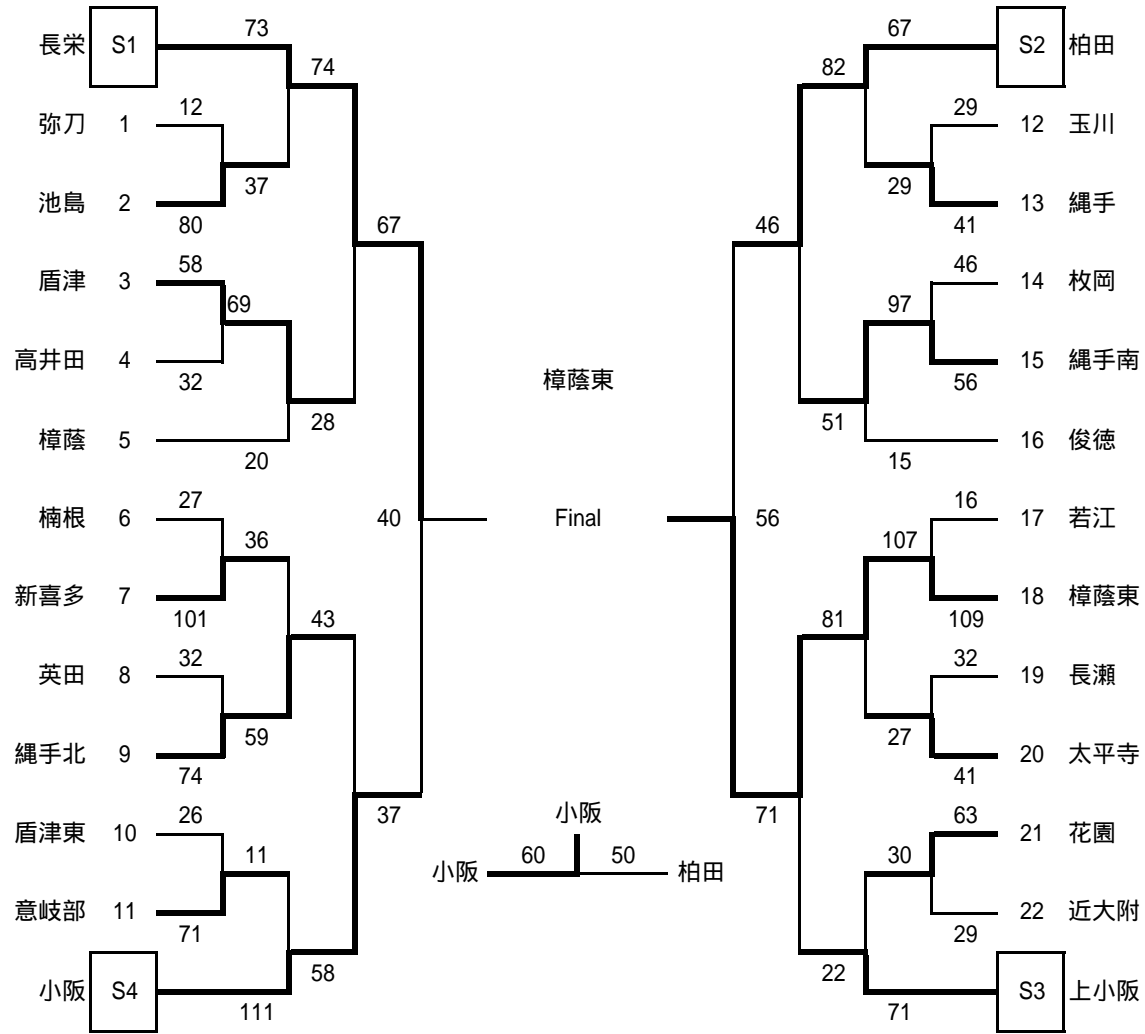 73 67
長栄 S1 S2 柏田
74 82
12 29
弥刀 1 12 玉川
37 29
池島 2 13 縄手
80 41
67 46
58 46
盾津 3 14 枚岡
69 97
高井田 4 15 縄手南
32 56
樟蔭東
28 51
樟蔭 5 16 俊徳
20 15
27 16
楠根 6 40 Final 56 17 若江
36 107
新喜多 7 18 樟蔭東
101 109
43 81
32 32
英田 8 19 長瀬
59 27
縄手北 9 20 太平寺
74 41
37 71
小阪
26 63
盾津東 10 21 花園
11 30
小阪 60 50 柏田
意岐部 11 22 近大附
71 29
58 22
小阪 S4 S3 上小阪
111 71